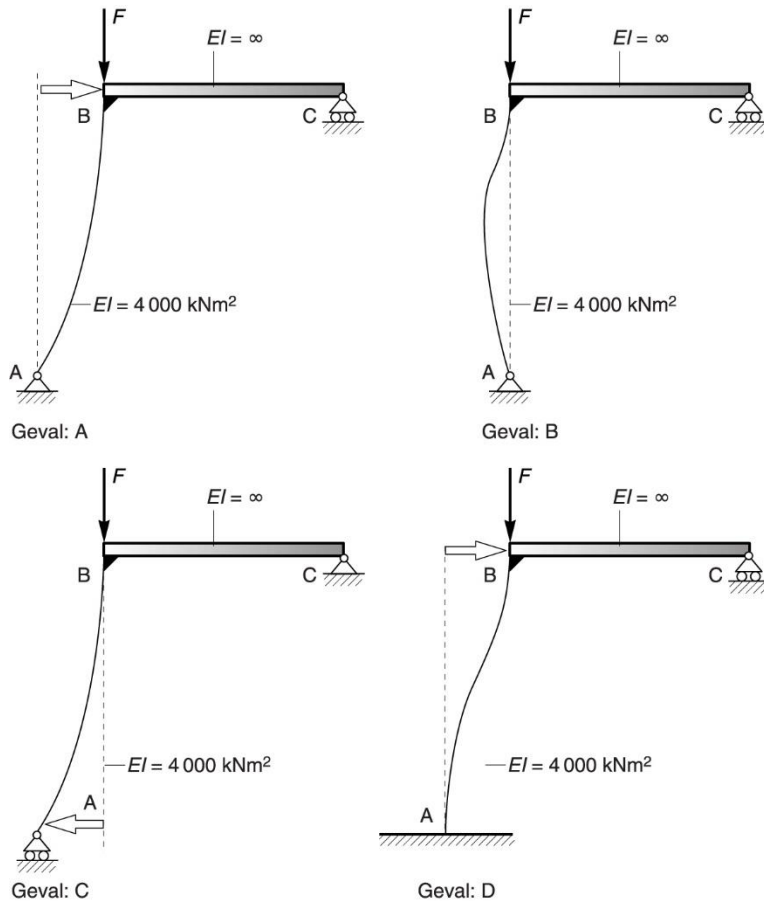 F
EI = ∞
B
C
EI = 4 000 kNm²
A
Geval: A
F
EI = ∞
B
C
EI = 4 000 kNm²
A
Geval: B
F
EI = ∞
B
C
EI = 4 000 kNm²
A
Geval: C
F
EI = ∞
B
C
EI = 4 000 kNm²
A
Geval: D